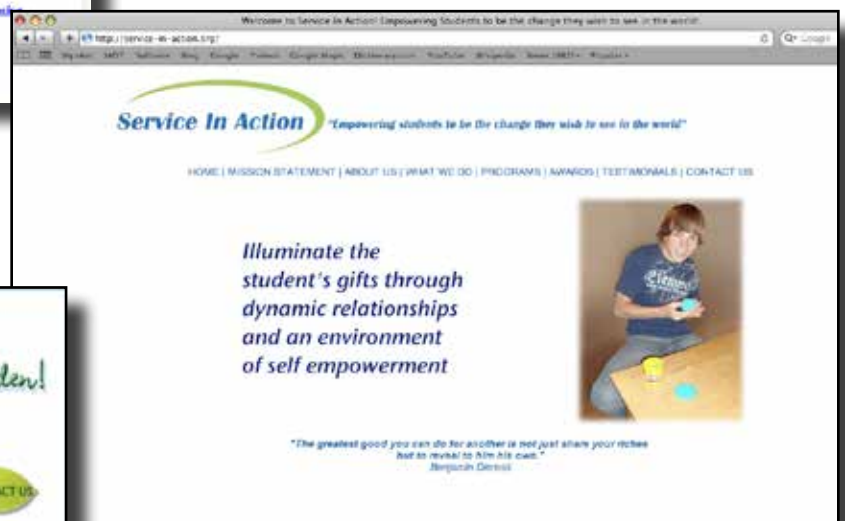 Welcome to Service in Action! Empowering Students to be the change they wish to see in the world.
http://service-in-action.org/
Google
Service In Action "Empowering students to be the change they wish to see in the world"
HOME | MISSION STATEMENT | ABOUT US | WHAT WE DO | PROGRAMS | AWARDS | TESTIMONIALS | CONTACT US
Illuminate the
student's gifts through
dynamic relationships
and an environment
of self empowerment
"The greatest good you can do for another is not just share your riches
but to reveal to him his own."
Benjamin
den!
ACT US